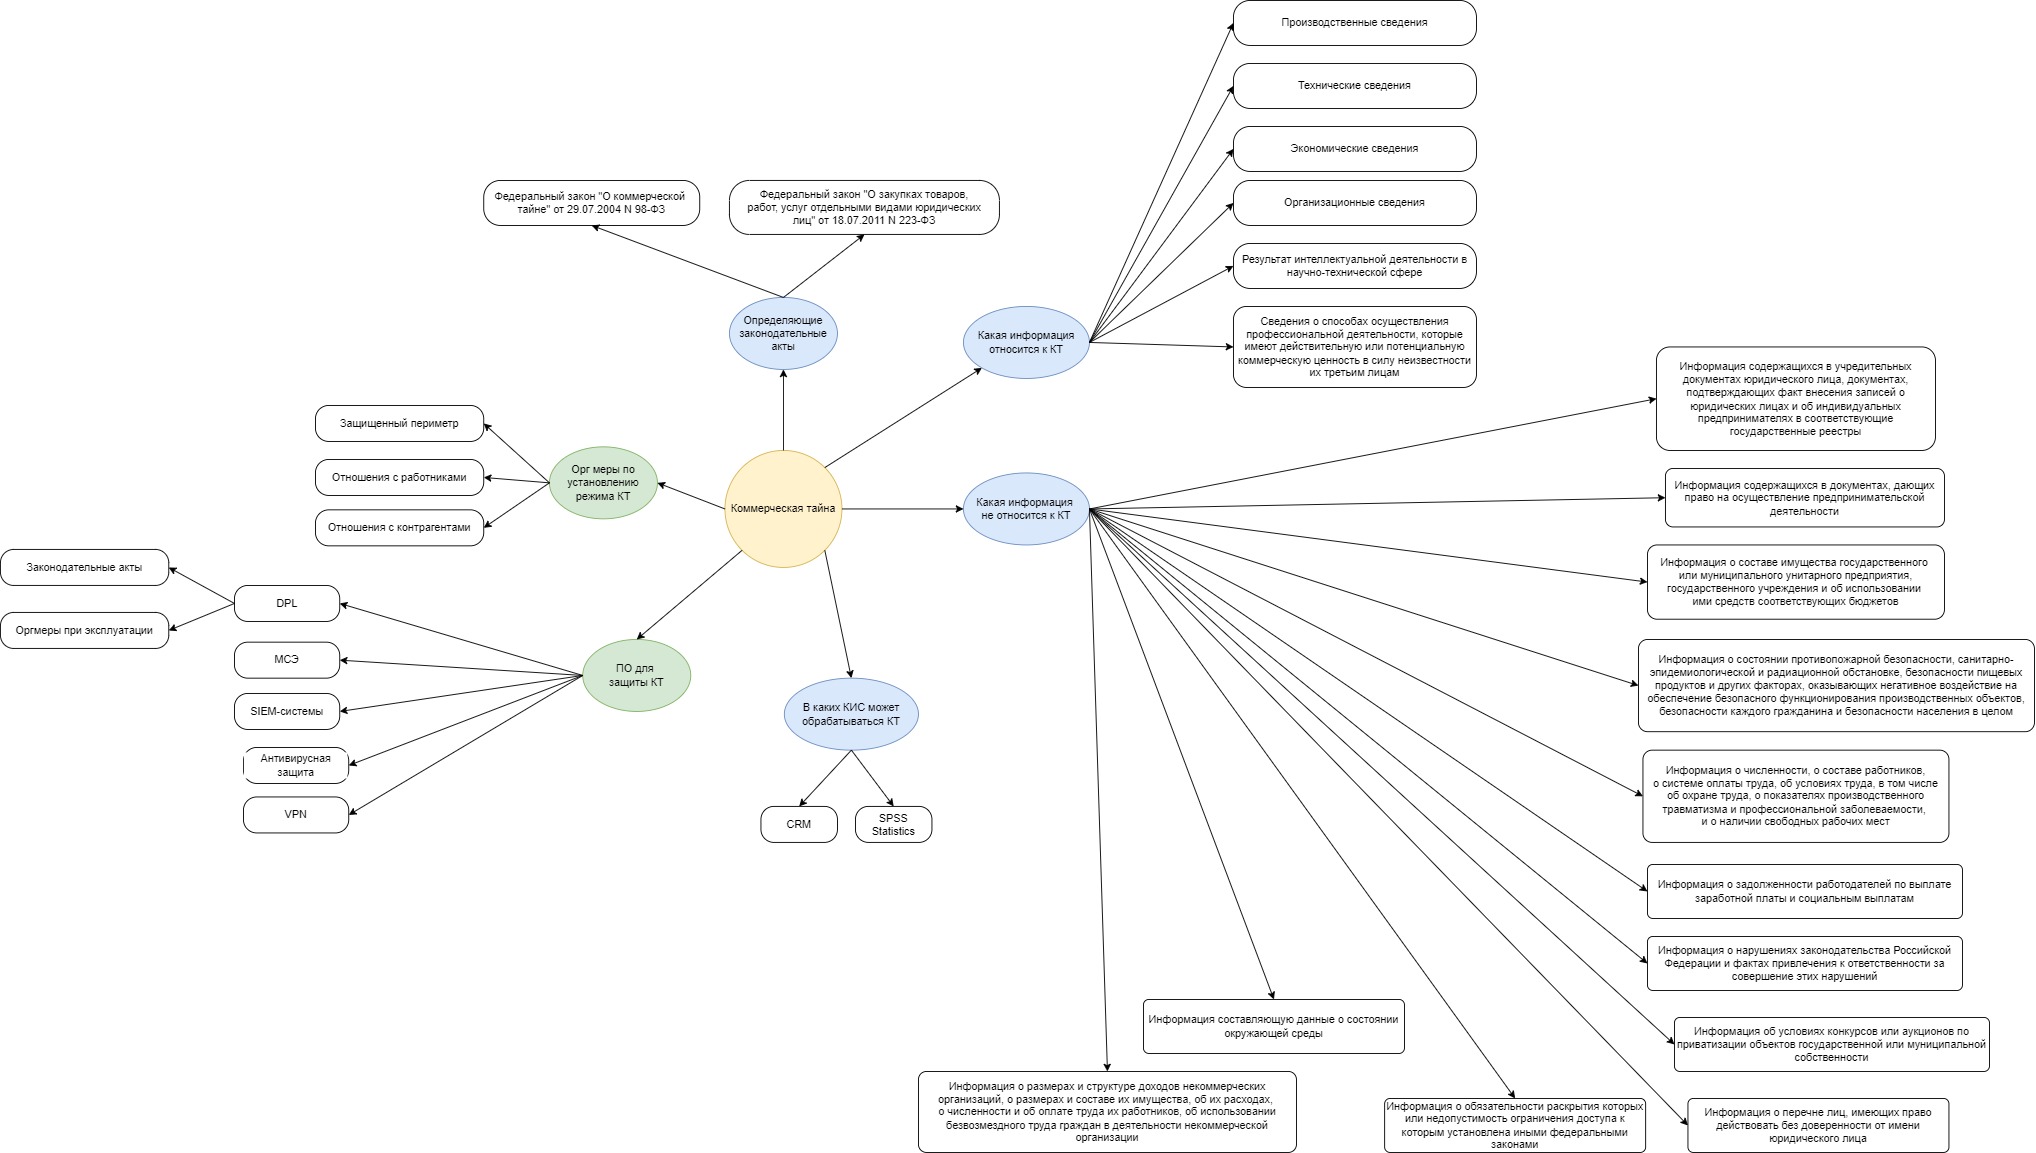 Производственные сведения
Технические сведения
Экономические сведения
Организационные сведения
Результат интеллектуальной деятельности в
научно-технической сфере
Сведения о способах осуществления
профессиональной деятельности, которые
имеют действительную или потенциальную
коммерческую ценность в силу неизвестности
их третьим лицам
Федеральный закон "О коммерческой
тайне" от 29.07.2004 N 98-ФЗ
Федеральный закон "О закупках товаров,
работ, услуг отдельными видами юридических
лиц" от 18.07.2011 N 223-ФЗ
Определяющие
законодательные
акты
Какая информация
относится к КТ
Защищенный периметр
Отношения с работниками
Отношения с контрагентами
Орг меры по
установлению
режима КТ
Коммерческая тайна
Какая информация
не относится к КТ
Законодательные акты
Оргмеры при эксплуатации
DPL
МСЭ
SIEM-системы
Антивирусная
защита
VPN
ПО для
защиты КТ
В каких КИС может
обрабатываться КТ
CRM
SPSS
Statistics
Информация содержащихся в учредительных
документах юридического лица, документах,
подтверждающих факт внесения записей о
юридических лицах и об индивидуальных
предпринимателях в соответствующие
государственные реестры
Информация содержащихся в документах, дающих
право на осуществление предпринимательской
деятельности
Информация о составе имущества государственного
или муниципального унитарного предприятия,
государственного учреждения и об использовании
ими средств соответствующих бюджетов
Информация о состоянии противопожарной безопасности, санитарно-
эпидемиологической и радиационной обстановке, безопасности пищевых
продуктов и других факторах, оказывающих негативное воздействие на
обеспечение безопасного функционирования производственных объектов,
безопасности каждого гражданина и безопасности населения в целом
Информация о численности, о составе работников,
о системе оплаты труда, об условиях труда, в том числе
об охране труда, о показателях производственного
травматизма и профессиональной заболеваемости,
и о наличии свободных рабочих мест
Информация о задолженности работодателей по выплате
заработной платы и социальным выплатам
Информация о нарушениях законодательства Российской
Федерации и фактах привлечения к ответственности за
совершение этих нарушений
Информация об условиях конкурсов или аукционов по
приватизации объектов государственной или муниципальной
собственности
Информация составляющую данные о состоянии
окружающей среды
Информация о размерах и структуре доходов некоммерческих
организаций, о размерах и составе их имущества, об их расходах,
о численности и об оплате труда их работников, об использовании
безвозмездного труда граждан в деятельности некоммерческой
организации
Информация о обязательности раскрытия которых
или недопустимость ограничения доступа к
которым установлена иными федеральными
законами
Информация о перечне лиц, имеющих право
действовать без доверенности от имени
юридического лица